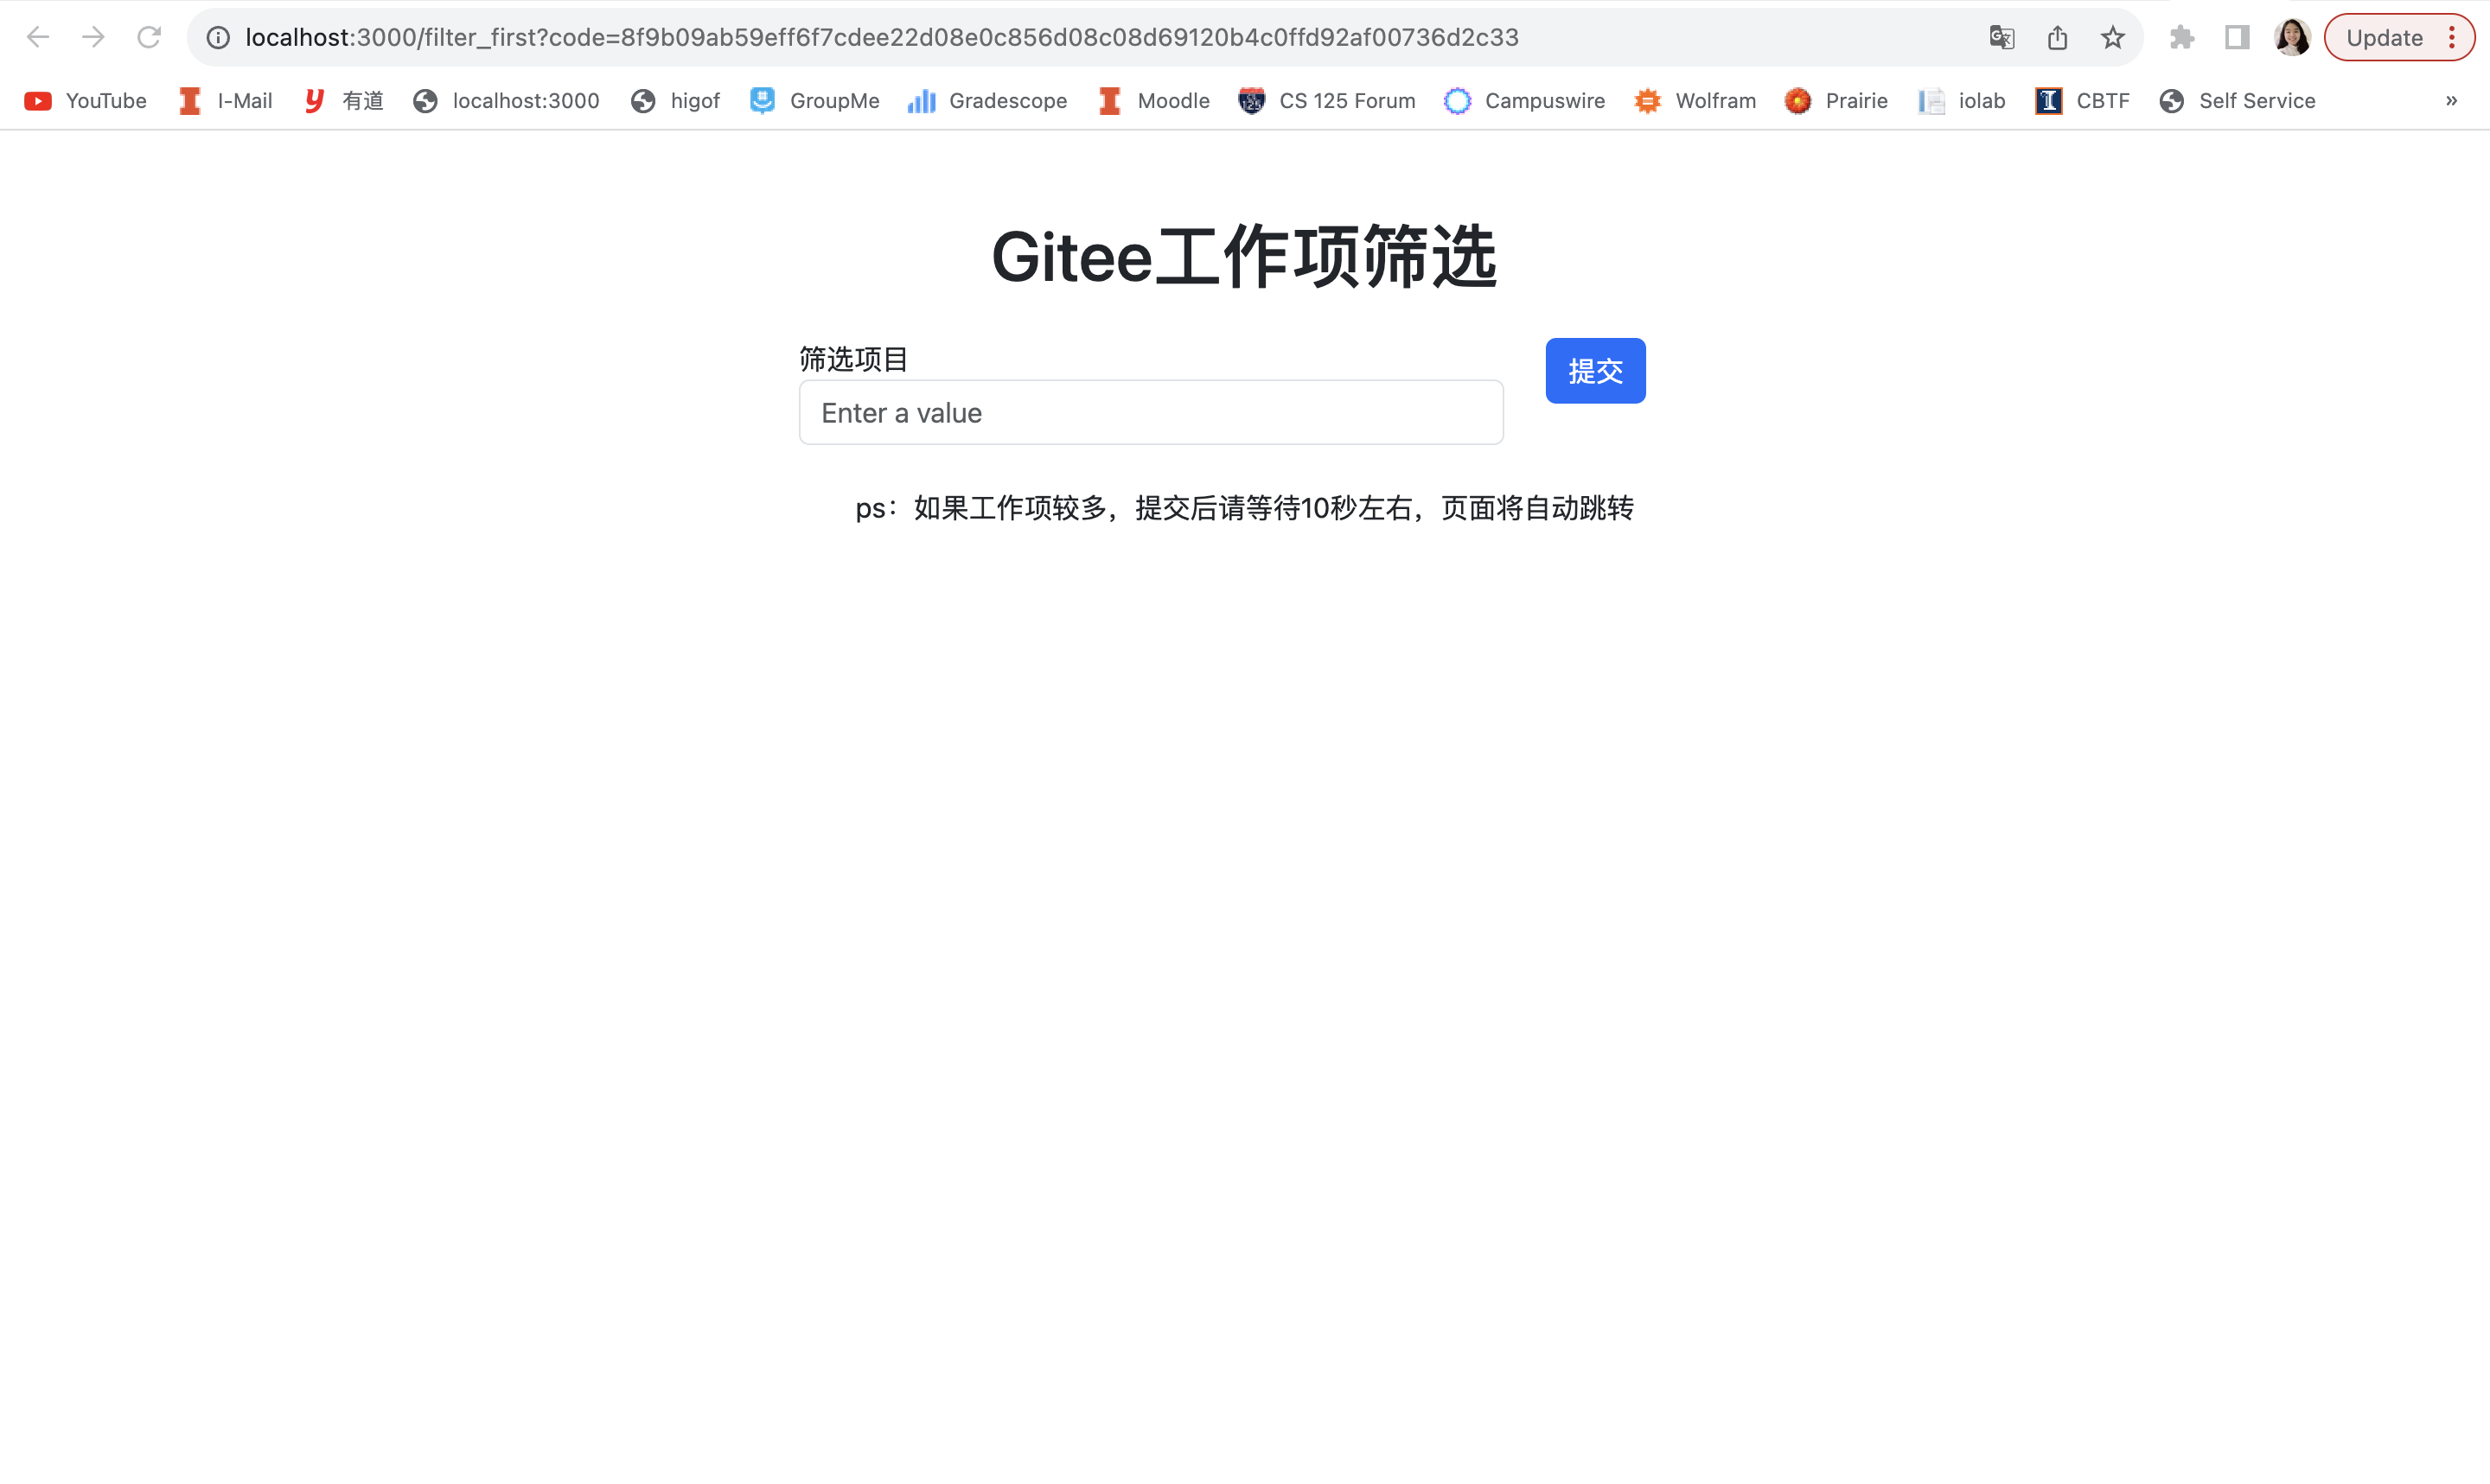 localhost:3000/filter_first?code=8f9b09ab59eff6f7cdee22d08e0c856d08c08d69120b4c0ffd92af00736d2c33 Update
YouTube I-Mail 有道 localhost:3000 higof GroupMe Gradescope Moodle CS 125 Forum Campuswire Wolfram Prairie iolab CBTF Self Service »
Gitee工作项筛选
筛选项目
提交
Enter a value
ps：如果工作项较多，提交后请等待10秒左右，页面将自动跳转